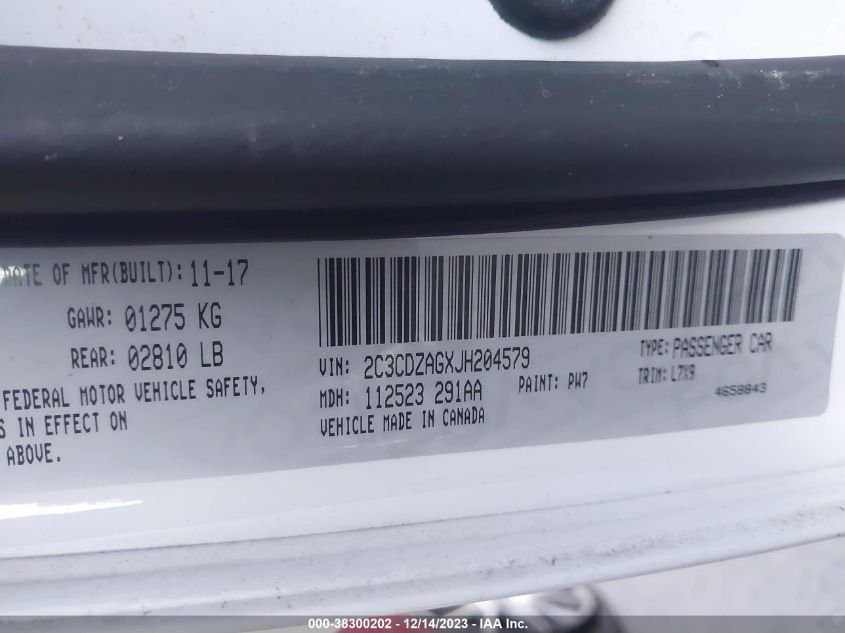 DATE OF MFR(BUILT): 11-17
GAWR: 01275 KG
REAR: 02810 LB
FEDERAL MOTOR VEHICLE SAFETY,
S IN EFFECT ON
ABOVE.
VIN: 2C3CDZAGXJH204579
TYPE: PASSENGER CAR
MDH: 112523 291AA
PAINT: PW7
TRIM: L7X9
VEHICLE MADE IN CANADA
4658843
000-38300202 - 12/14/2023 - IAA Inc.